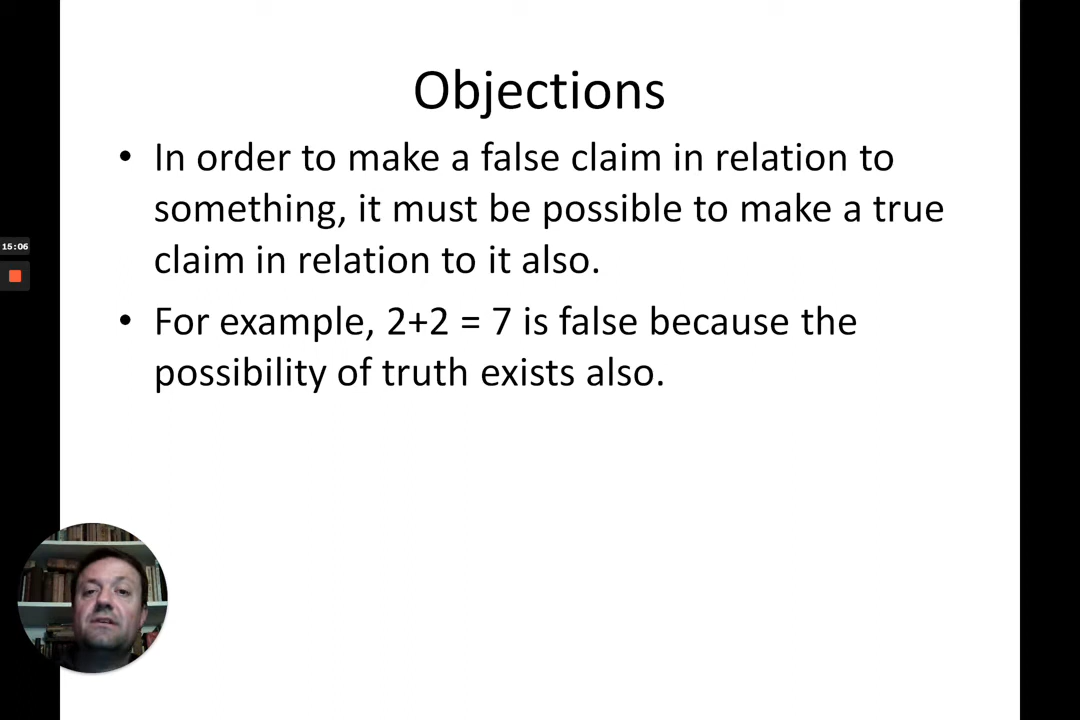 Objections
• In order to make a false claim in relation to
something, it must be possible to make a true
claim in relation to it also.
• For example, 2+2 = 7 is false because the
possibility of truth exists also.
15:06